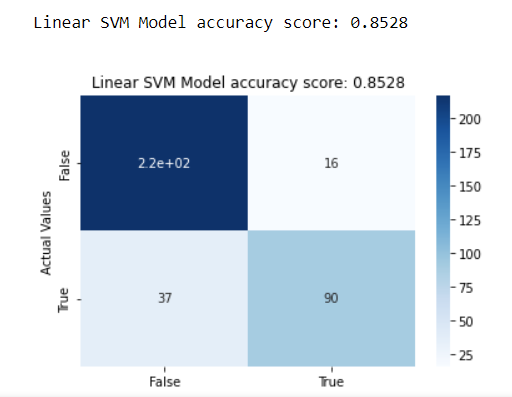 Linear SVM Model accuracy score: 0.8528
Linear SVM Model accuracy score: 0.8528
Actual Values
False
2.2e+02
16
True
37
90
False
True
200
175
150
125
100
75
50
25